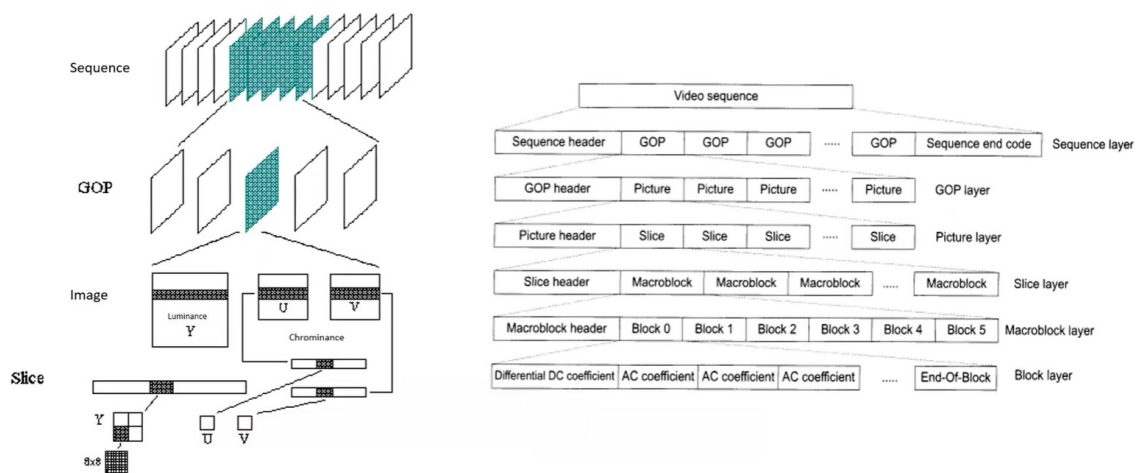 Sequence
GOP
Image
Luminance
Y
U
V
Chrominance
Slice
Y
U
V
8x8
Video sequence
Sequence header GOP GOP GOP ..... GOP Sequence end code Sequence layer
GOP header Picture Picture Picture ..... Picture GOP layer
Picture header Slice Slice Slice ..... Slice Picture layer
Slice header Macroblock Macroblock Macroblock ..... Macroblock Slice layer
Macroblock header Block 0 Block 1 Block 2 Block 3 Block 4 Block 5 Macroblock layer
Differential DC coefficient AC coefficient AC coefficient AC coefficient ..... End-Of-Block Block layer